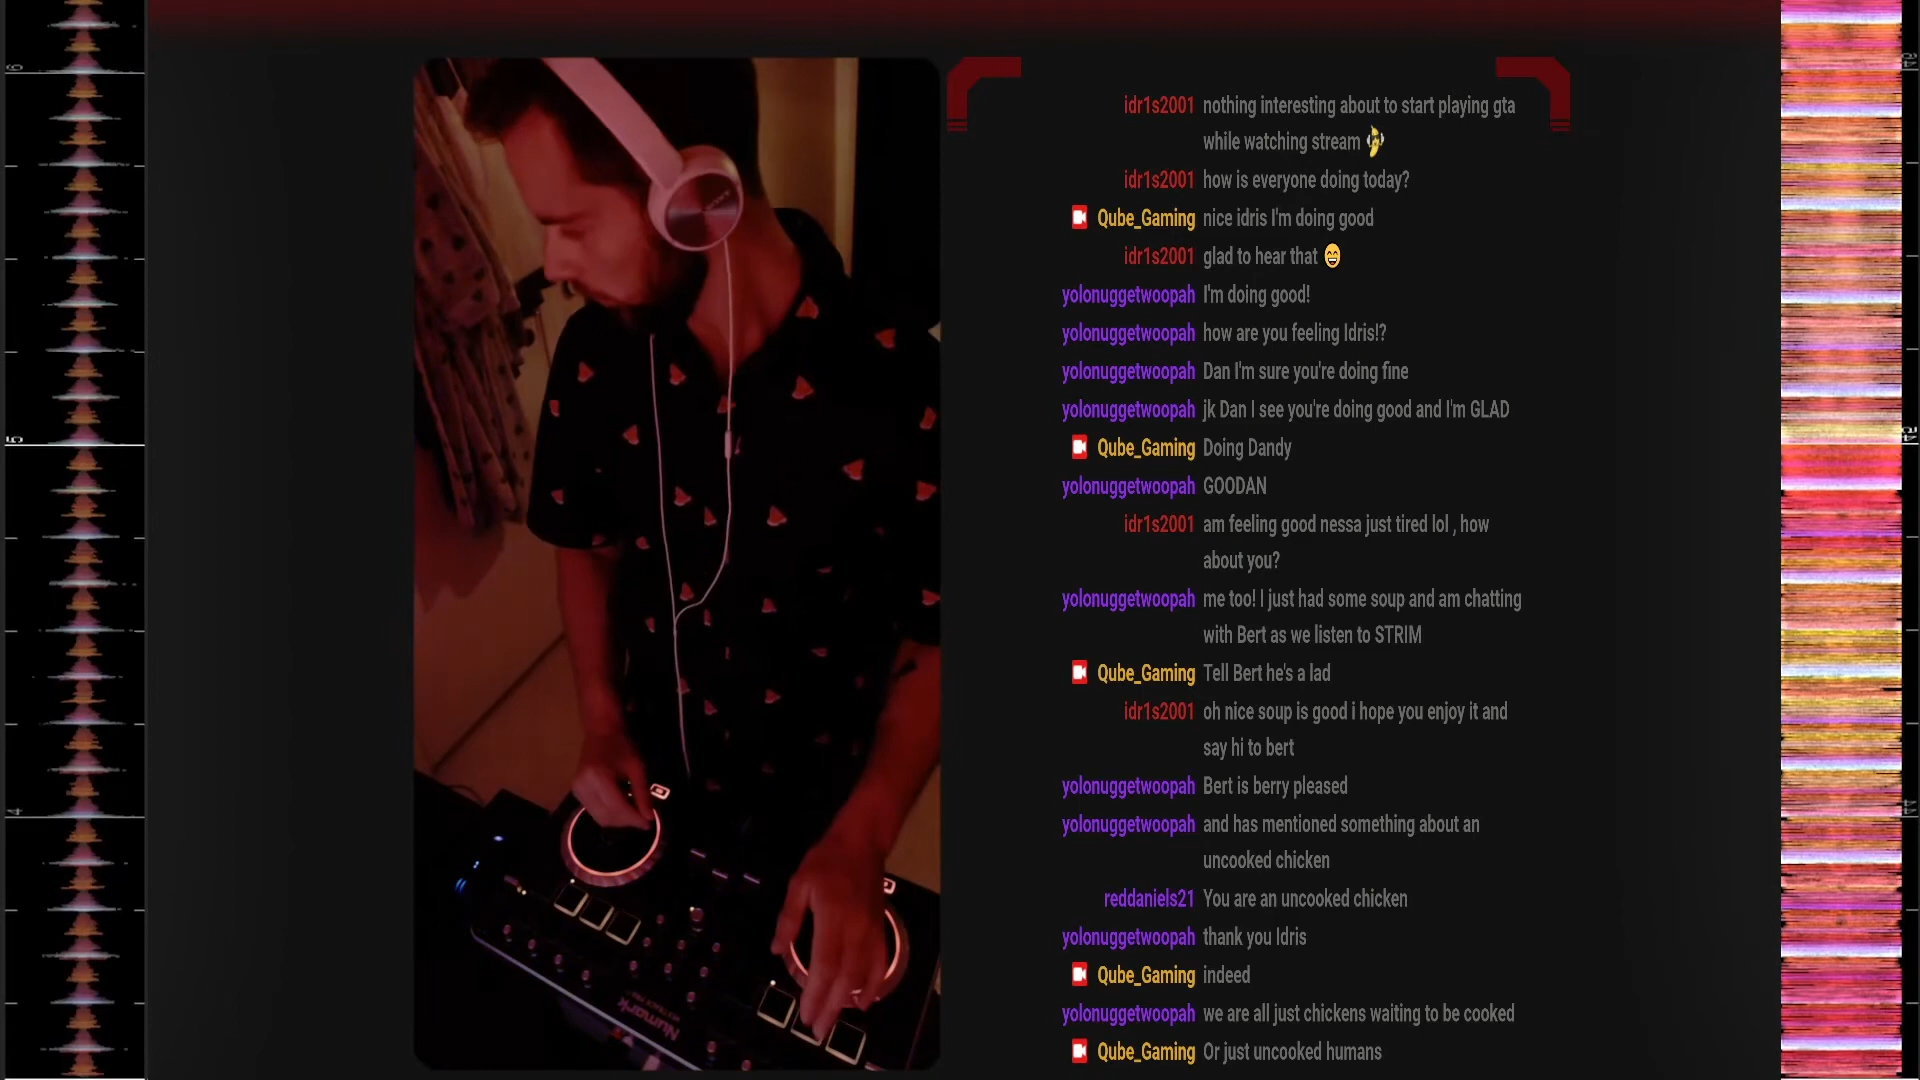 idr1s2001 nothing interesting about to start playing gta
while watching stream
idr1s2001 how is everyone doing today?
Qube_Gaming nice idris I'm doing good
idr1s2001 glad to hear that 😁
yolonuggetwoopah I'm doing good!
yolonuggetwoopah how are you feeling Idris!?
yolonuggetwoopah Dan I'm sure you're doing fine
yolonuggetwoopah jk Dan I see you're doing good and I'm GLAD
Qube_Gaming Doing Dandy
yolonuggetwoopah GOODAN
idr1s2001 am feeling good nessa just tired lol , how
about you?
yolonuggetwoopah me too! I just had some soup and am chatting
with Bert as we listen to STRIM
Qube_Gaming Tell Bert he's a lad
idr1s2001 oh nice soup is good i hope you enjoy it and
say hi to bert
yolonuggetwoopah Bert is berry pleased
yolonuggetwoopah and has mentioned something about an
uncooked chicken
reddaniels21 You are an uncooked chicken
yolonuggetwoopah thank you Idris
Qube_Gaming indeed
yolonuggetwoopah we are all just chickens waiting to be cooked
Qube_Gaming Or just uncooked humans
6
5
4
45
44
Numark